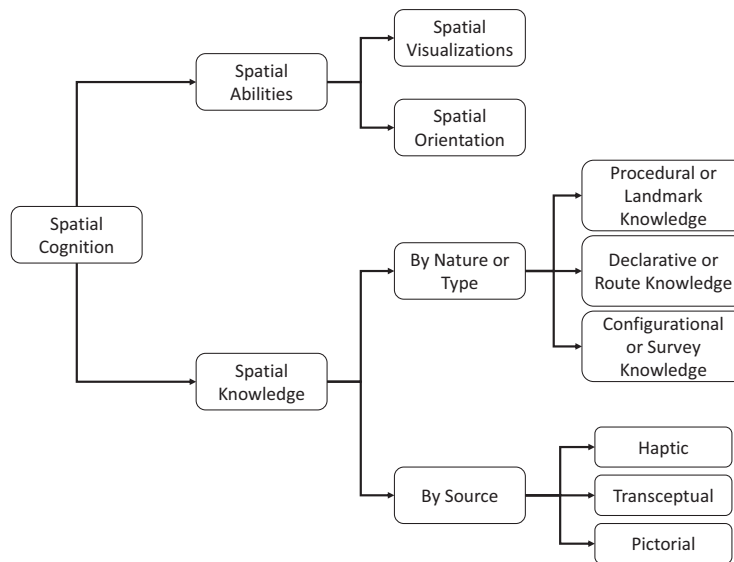 Spatial
Visualizations
Spatial
Abilities
Spatial
Orientation
Spatial
Cognition
Procedural or
Landmark
Knowledge
By Nature or
Type
Declarative or
Route Knowledge
Configurational
or Survey
Knowledge
Spatial
Knowledge
Haptic
By Source
Transceptual
Pictorial